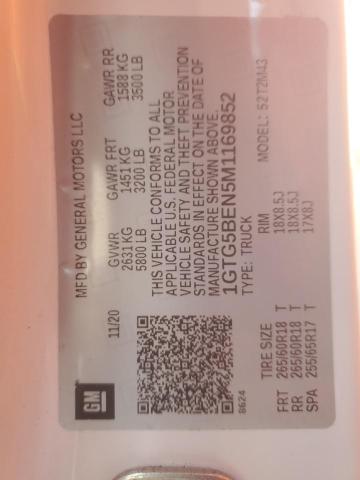 MFD BY GENERAL MOTORS LLC
11/20 GVWR GAWR FRT GAWR RR
2631 KG 1451 KG 1588 KG
5800 LB 3200 LB 3500 LB
THIS VEHICLE CONFORMS TO ALL
APPLICABLE U.S. FEDERAL MOTOR
VEHICLE SAFETY AND THEFT PREVENTION
STANDARDS IN EFFECT ON THE DATE OF
MANUFACTURE SHOWN ABOVE.
1GTG5BEN5M1169852
TYPE: TRUCK MODEL: 52T2M43
GM
8624
TIRE SIZE RIM
FRT 265/60R18 T 18X8.5J
RR 265/60R18 T 18X8.5J
SPA 255/65R17 T 17X8J